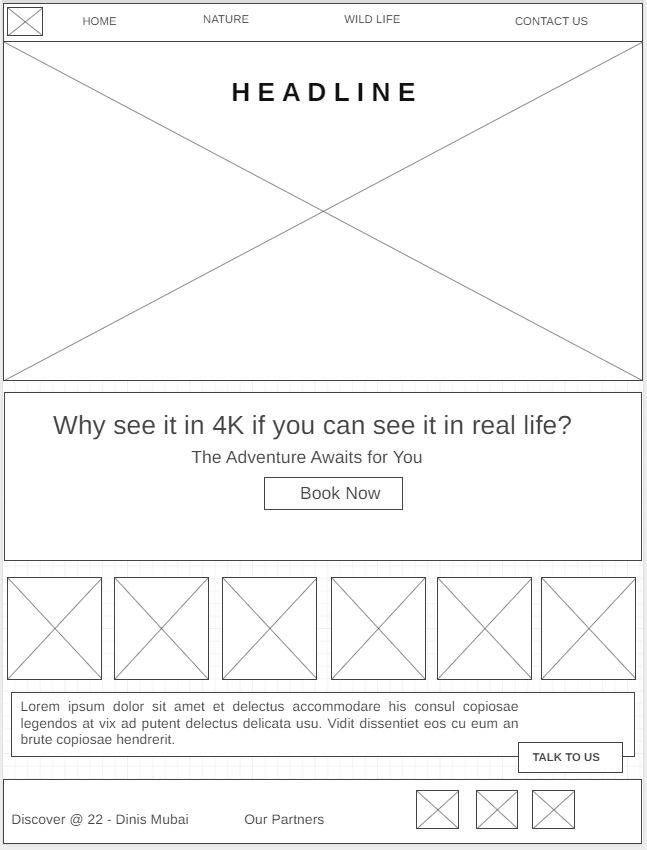 HOME NATURE WILD LIFE CONTACT US
HEADLINE
Why see it in 4K if you can see it in real life?
The Adventure Awaits for You
Book Now
Lorem ipsum dolor sit amet et delectus accommodare his consul copiosae
legendos at vix ad putent delectus delicata usu. Vidit dissentiet eos cu eum an
brute copiosae hendrerit.
TALK TO US
Discover @ 22 - Dinis Mubai Our Partners